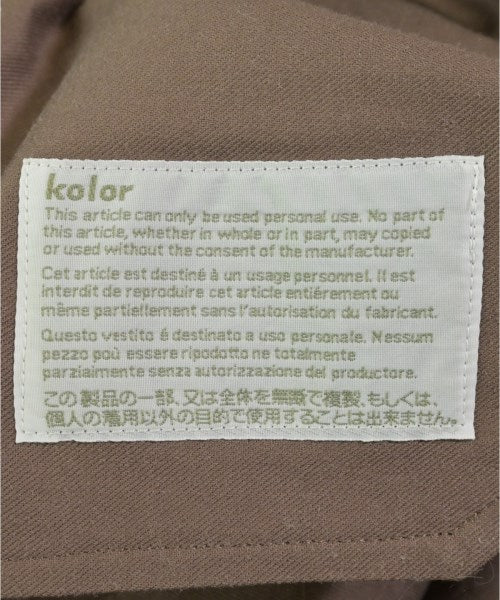 kolor
This article can only be used personal use. No part of
this article, whether in whole or in part, may copied
or used without the consent of the manufacturer.
Cet article est destiné à un usage personnel. Il est
interdit de reproduire cet article entiérement ou
même partiellement sans l'autorisation du fabricant.
Questo vestito é destinato a uso personale. Nessum
pezzo poù essere ripodotto ne totalmente
parzialmente senza autorizzazione del productore.
この製品の一部、又は全体を無断で複製、もしくは、
個人の着用以外の目的で使用することは出来ません。